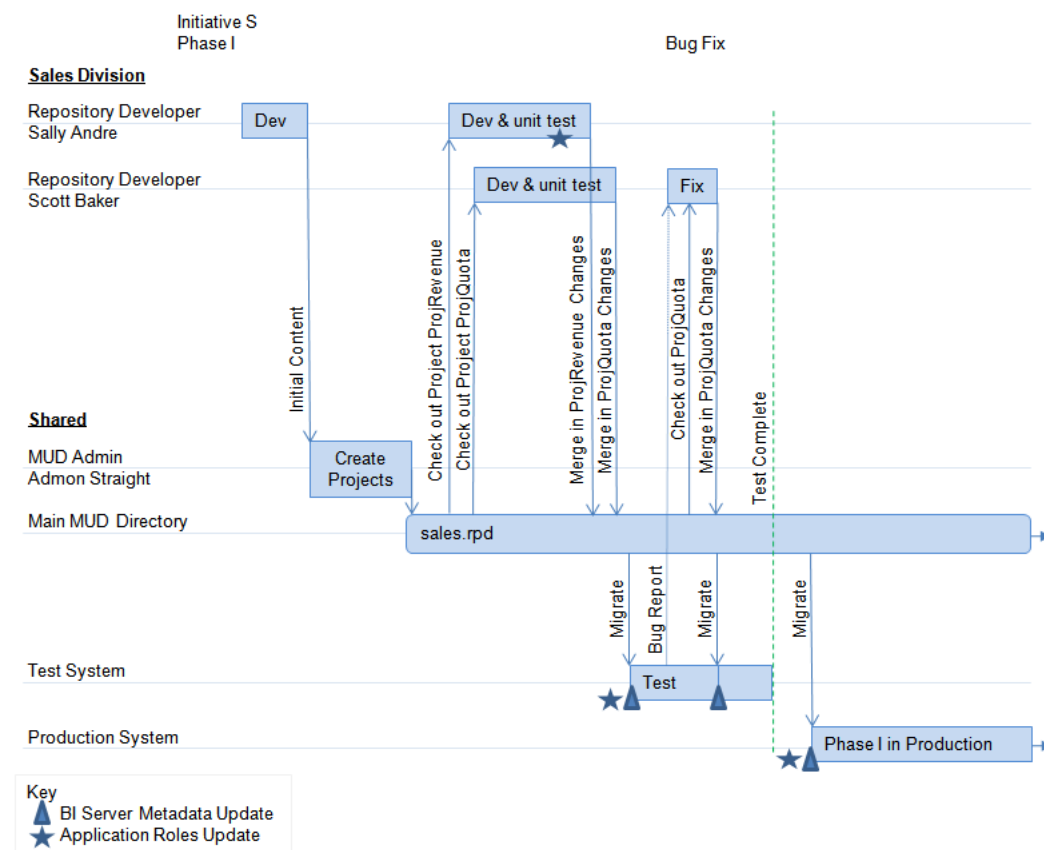 Initiative S
Phase I
Bug Fix
Sales Division
Repository Developer
Sally Andre
Dev
Dev & unit test
Repository Developer
Scott Baker
Dev & unit test
Fix
Initial Content
Check out Project ProjRevenue
Check out Project ProjQuota
Merge in ProjRevenue Changes
Merge in ProjQuota Changes
Check out ProjQuota
Merge in ProjQuota Changes
Test Complete
Shared
MUD Admin
Admon Straight
Create
Projects
Main MUD Directory
sales.rpd
Migrate
Bug Report
Migrate
Migrate
Test System
Test
Production System
Phase I in Production
Key
BI Server Metadata Update
Application Roles Update